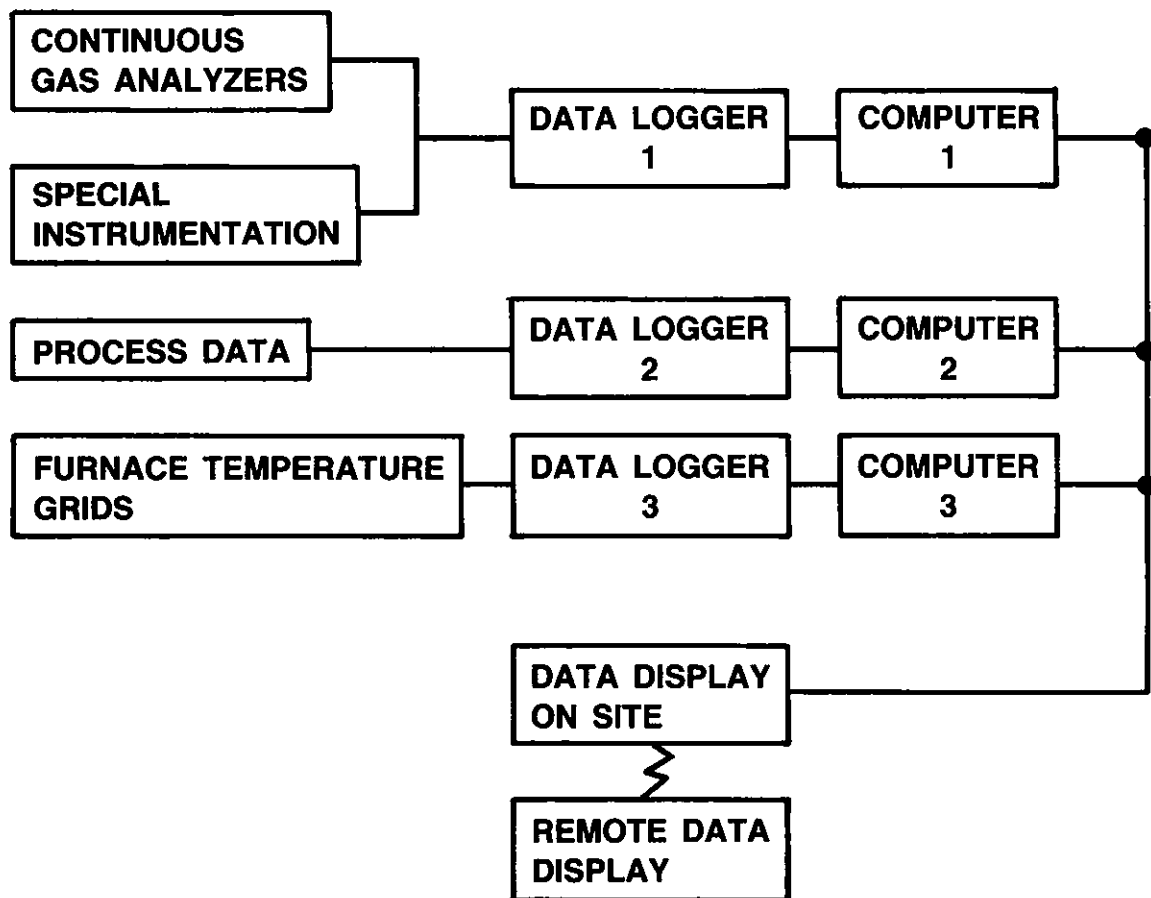 CONTINUOUS
GAS ANALYZERS
DATA LOGGER
1
COMPUTER
1
SPECIAL
INSTRUMENTATION
PROCESS DATA
DATA LOGGER
2
COMPUTER
2
FURNACE TEMPERATURE
GRIDS
DATA LOGGER
3
COMPUTER
3
DATA DISPLAY
ON SITE
REMOTE DATA
DISPLAY